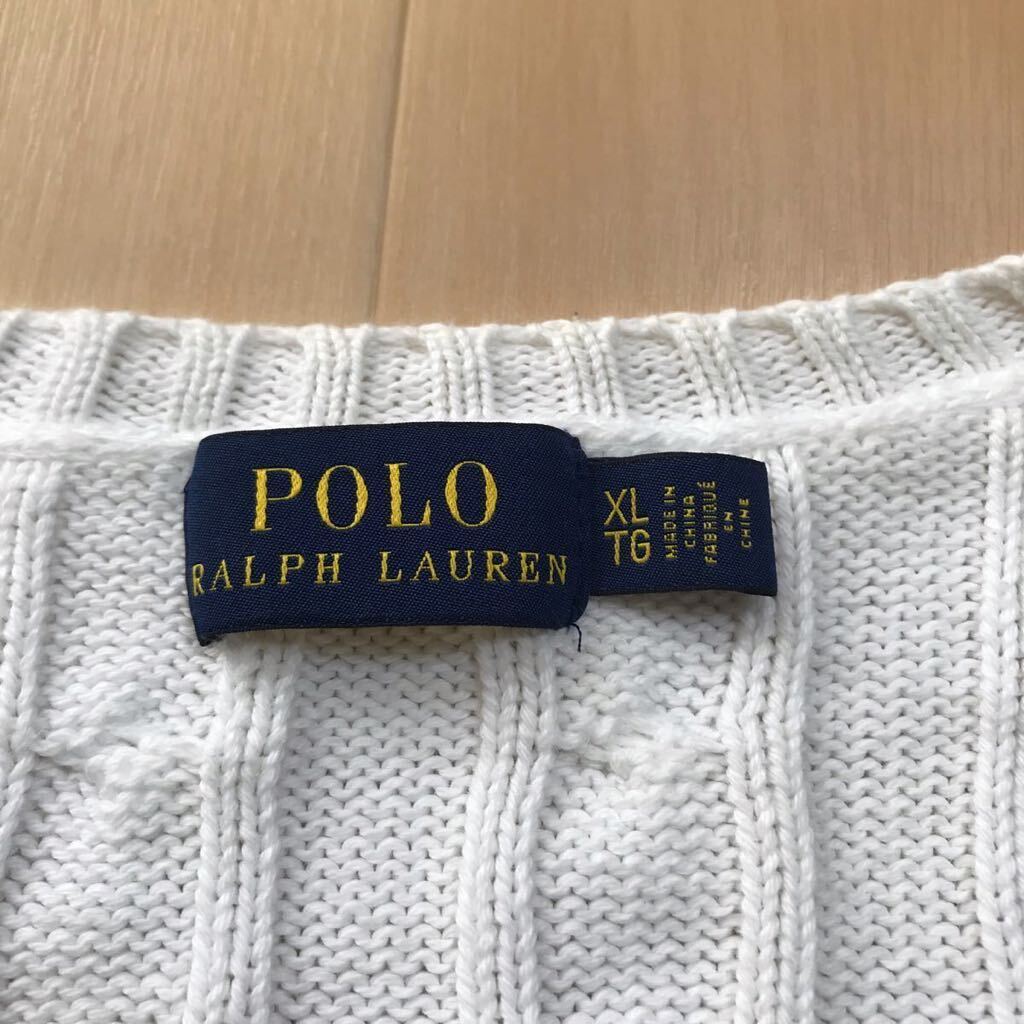 POLO
RALPH LAUREN
XL
TG
MADE IN
CHINA
FABRIQUÉ
EN
CHINE